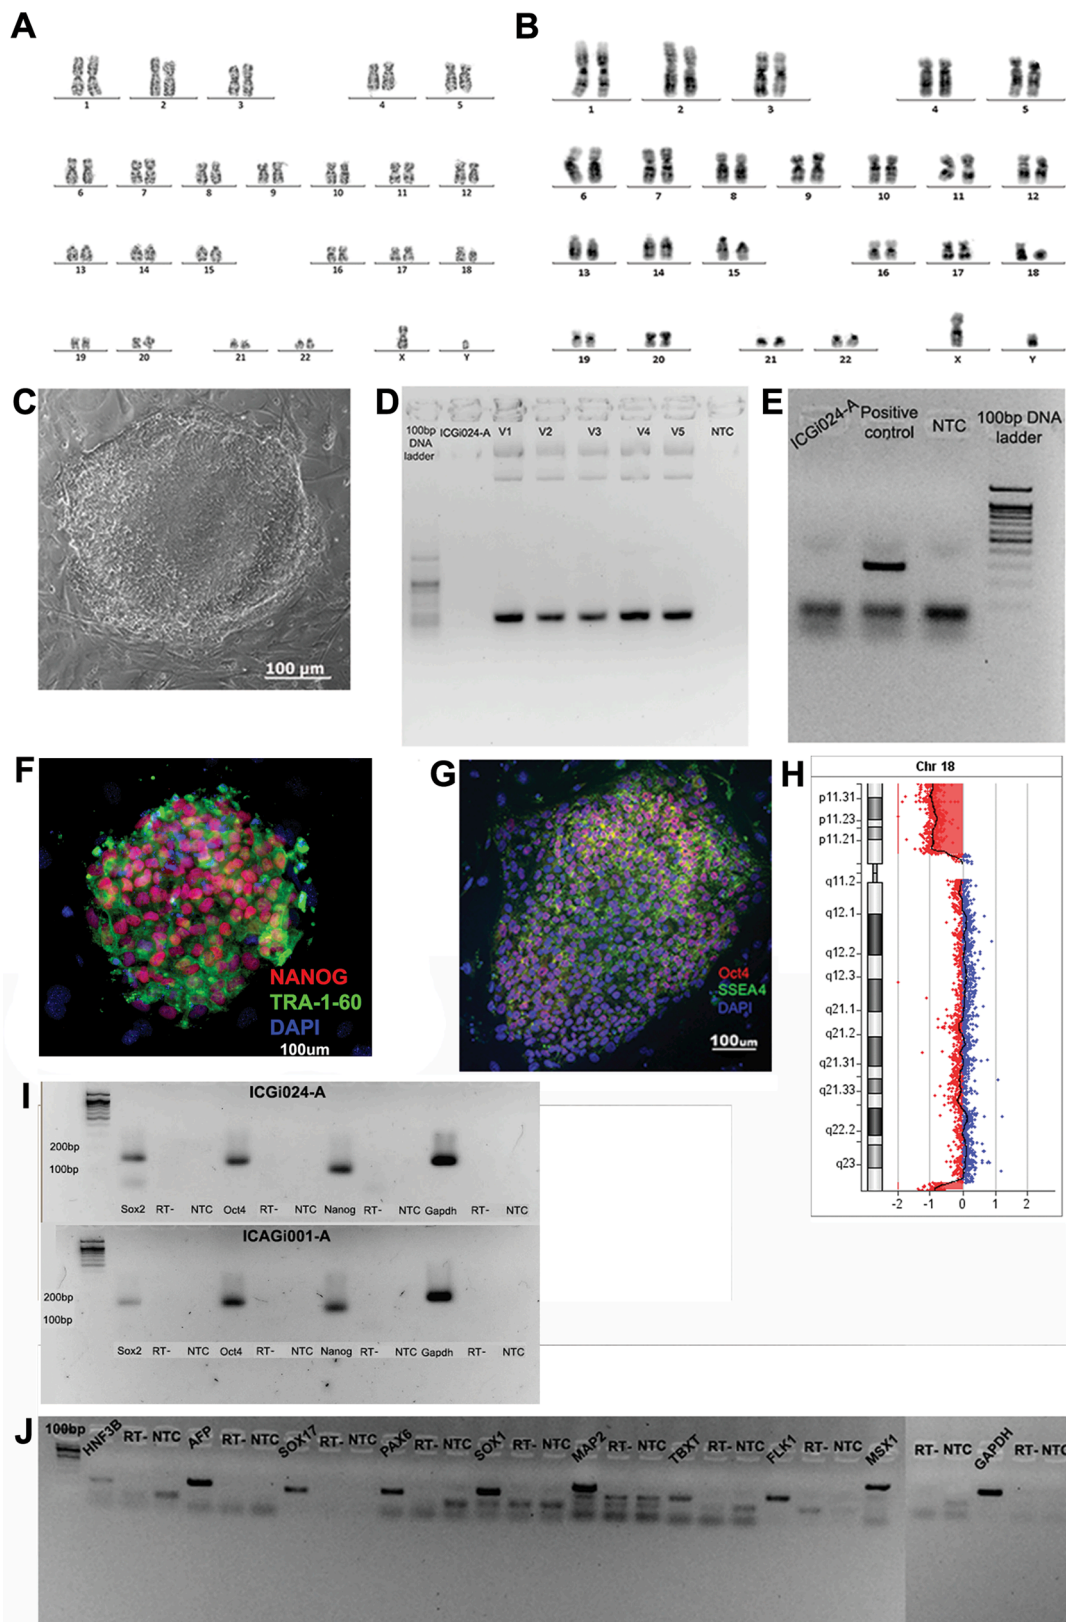 A
1 2 3 4 5
6 7 8 9 10 11 12
13 14 15 16 17 18
19 20 21 22 X Y
B
1 2 3 4 5
6 7 8 9 10 11 12
13 14 15 16 17 18
19 20 21 22 X Y
C
100 µm
D
100bp DNA ladder ICGi024-A V1 V2 V3 V4 V5 NTC
E
ICGi024-A Positive control NTC 100bp DNA ladder
F
NANOG
TRA-1-60
DAPI
100um
G
Oct4
SSEA4
DAPI
100um
H
Chr 18
p11.31
p11.23
p11.21
q11.2
q12.1
q12.2
q12.3
q21.1
q21.2
q21.31
q21.33
q22.2
q23
-2 -1 0 1 2
I
ICGi024-A
200bp
100bp
Sox2 RT- NTC Oct4 RT- NTC Nanog RT- NTC Gapdh RT- NTC
ICAGi001-A
200bp
100bp
Sox2 RT- NTC Oct4 RT- NTC Nanog RT- NTC Gapdh RT- NTC
J
100bp HNF3B RT- NTC AFP RT- NTC SOX17 RT- NTC PAX6 RT- NTC SOX1 RT- NTC MAP2 RT- NTC TBXT RT- NTC FLK1 RT- NTC MSX1 RT- NTC GAPDH RT- NTC